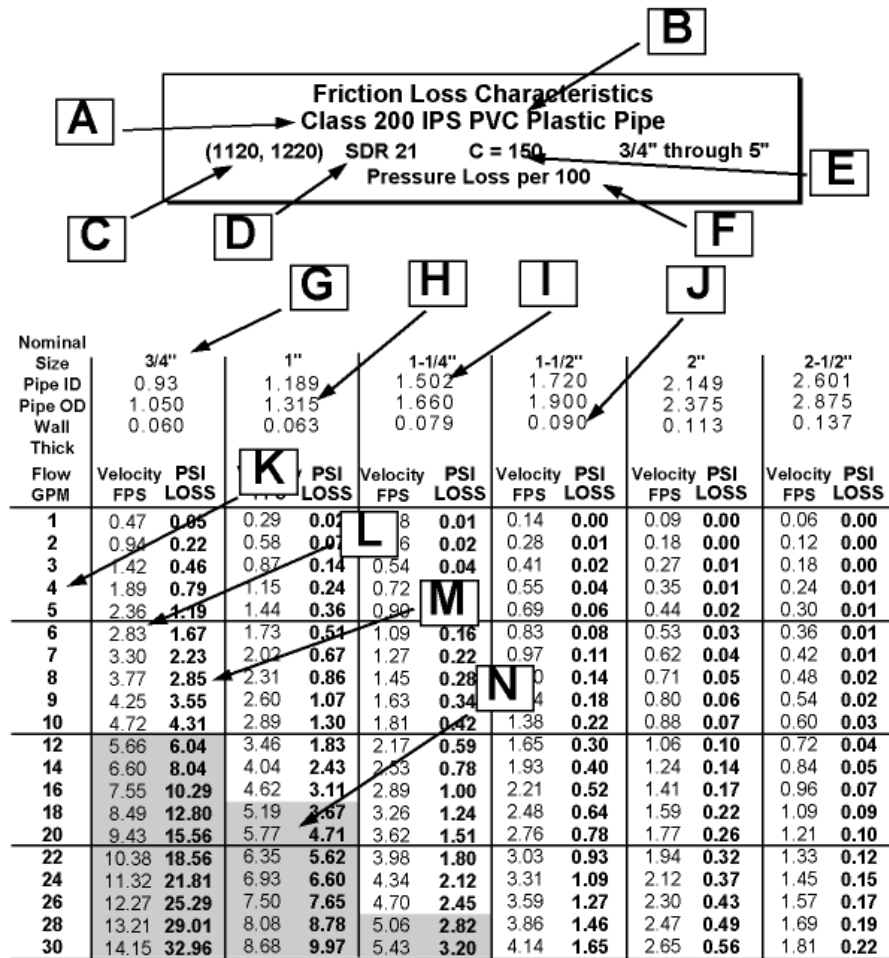 B
A
Friction Loss Characteristics
Class 200 IPS PVC Plastic Pipe
(1120, 1220) SDR 21 C = 150 3/4" through 5"
Pressure Loss per 100
E
C D F
G H I J
Nominal
Size 3/4" 1" 1-1/4" 1-1/2" 2" 2-1/2"
Pipe ID 0.93 1.189 1.502 1.720 2.149 2.601
Pipe OD 1.050 1.315 1.660 1.900 2.375 2.875
Wall 0.060 0.063 0.079 0.090 0.113 0.137
Thick
K
Flow Velocity PSI PSI Velocity PSI Velocity PSI Velocity PSI Velocity PSI
GPM FPS LOSS LOSS FPS LOSS FPS LOSS FPS LOSS FPS LOSS
1 0.47 0.05 0.29 0.02 0.01 0.14 0.00 0.09 0.00 0.06 0.00
L
2 0.94 0.22 0.58 0.07 0.02 0.28 0.01 0.18 0.00 0.12 0.00
3 1.42 0.46 0.87 0.14 0.54 0.04 0.41 0.02 0.27 0.01 0.18 0.00
4 1.89 0.79 1.15 0.24 0.72 0.55 0.04 0.35 0.01 0.24 0.01
M
5 2.36 1.19 1.44 0.36 0.90 0.69 0.06 0.44 0.02 0.30 0.01
6 2.83 1.67 1.73 0.51 1.09 0.16 0.83 0.08 0.53 0.03 0.36 0.01
7 3.30 2.23 2.02 0.67 1.27 0.22 0.97 0.11 0.62 0.04 0.42 0.01
8 3.77 2.85 2.31 0.86 1.45 0.28 0.14 0.71 0.05 0.48 0.02
N
9 4.25 3.55 2.60 1.07 1.63 0.34 0.18 0.80 0.06 0.54 0.02
10 4.72 4.31 2.89 1.30 1.81 0.42 1.38 0.22 0.88 0.07 0.60 0.03
12 5.66 6.04 3.46 1.83 2.17 0.59 1.65 0.30 1.06 0.10 0.72 0.04
14 6.60 8.04 4.04 2.43 2.53 0.78 1.93 0.40 1.24 0.14 0.84 0.05
16 7.55 10.29 4.62 3.11 2.89 1.00 2.21 0.52 1.41 0.17 0.96 0.07
18 8.49 12.80 5.19 3.67 3.26 1.24 2.48 0.64 1.59 0.22 1.09 0.09
20 9.43 15.56 5.77 4.71 3.62 1.51 2.76 0.78 1.77 0.26 1.21 0.10
22 10.38 18.56 6.35 5.62 3.98 1.80 3.03 0.93 1.94 0.32 1.33 0.12
24 11.32 21.81 6.93 6.60 4.34 2.12 3.31 1.09 2.12 0.37 1.45 0.15
26 12.27 25.29 7.50 7.65 4.70 2.45 3.59 1.27 2.30 0.43 1.57 0.17
28 13.21 29.01 8.08 8.78 5.06 2.82 3.86 1.46 2.47 0.49 1.69 0.19
30 14.15 32.96 8.68 9.97 5.43 3.20 4.14 1.65 2.65 0.56 1.81 0.22